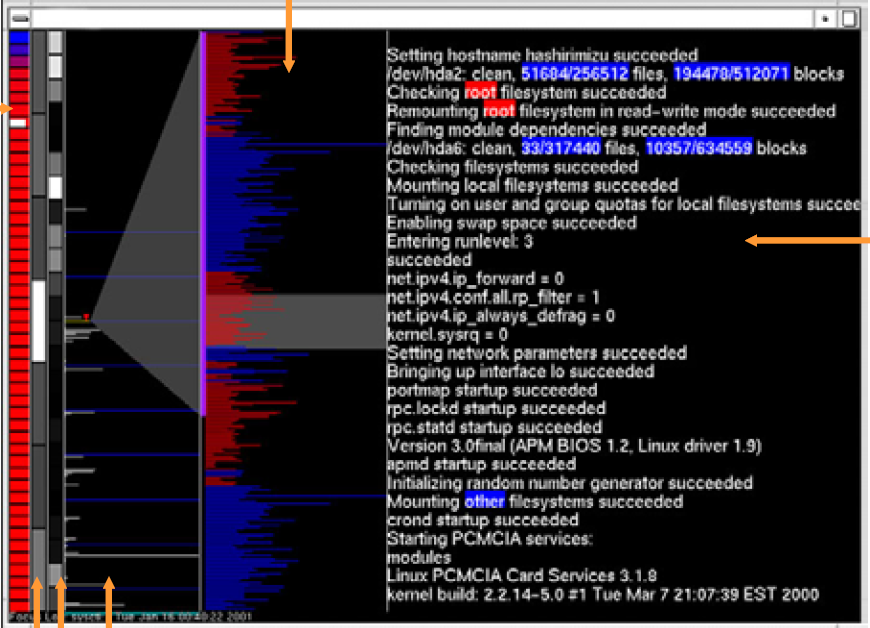 Setting hostname hashirimizu succeeded
/dev/hda2: clean, 51684/256512 files, 194478/512071 blocks
Checking root filesystem succeeded
Remounting root filesystem in read-write mode succeeded
Finding module dependencies succeeded
/dev/hda6: clean, 33/317440 files, 10357/634559 blocks
Checking filesystems succeeded
Mounting local filesystems succeeded
Turning on user and group quotas for local filesystems succee
Enabling swap space succeeded
Entering runlevel: 3
succeeded
net.ipv4.ip_forward = 0
net.ipv4.conf.all.rp_filter = 1
net.ipv4.ip_always_defrag = 0
kernel.sysrq = 0
Setting network parameters succeeded
Bringing up interface lo succeeded
portmap startup succeeded
rpc.lockd startup succeeded
rpc.statd startup succeeded
Version 3.0final (APM BIOS 1.2, Linux driver 1.9)
apmd startup succeeded
Initializing random number generator succeeded
Mounting other filesystems succeeded
crond startup succeeded
Starting PCMCIA services:
modules
Linux PCMCIA Card Services 3.1.8
kernel build: 2.2.14-5.0 #1 Tue Mar 7 21:07:39 EST 2000
Tue Jan 16 00:40:22 2001